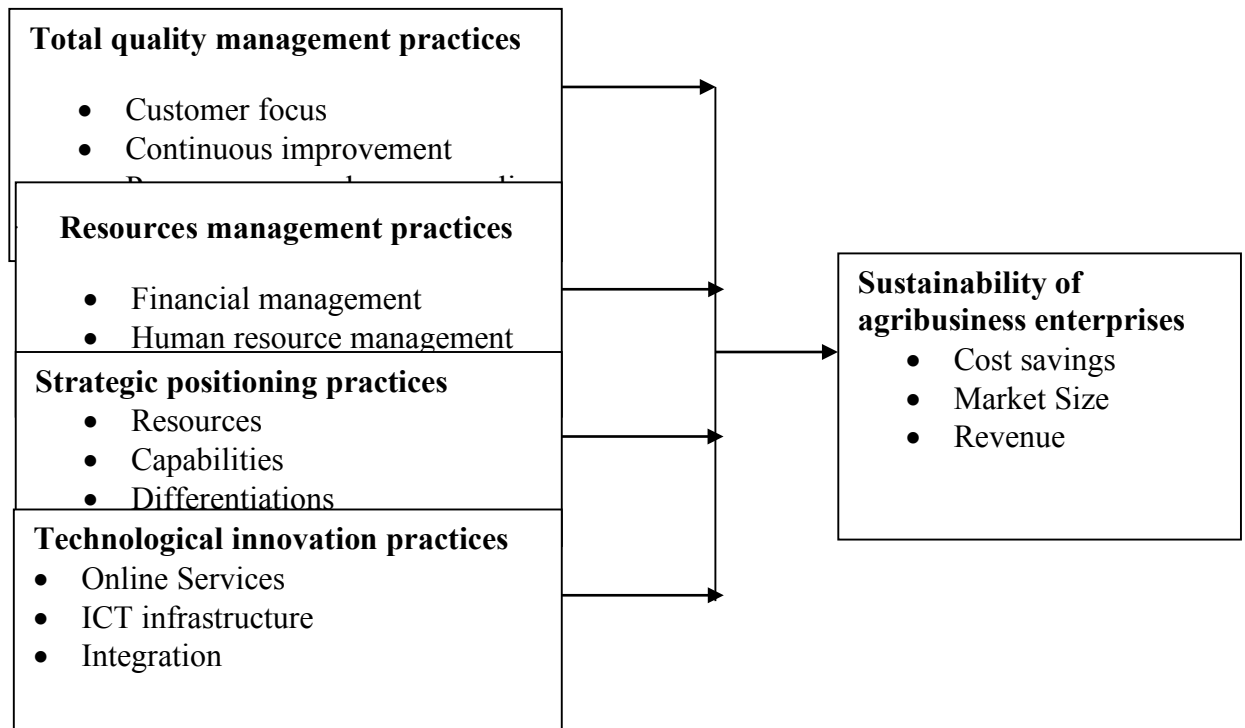 Total quality management practices
• Customer focus
• Continuous improvement
Resources management practices
• Financial management
• Human resource management
Strategic positioning practices
• Resources
• Capabilities
• Differentiations
Technological innovation practices
• Online Services
• ICT infrastructure
• Integration
Sustainability of
agribusiness enterprises
• Cost savings
• Market Size
• Revenue